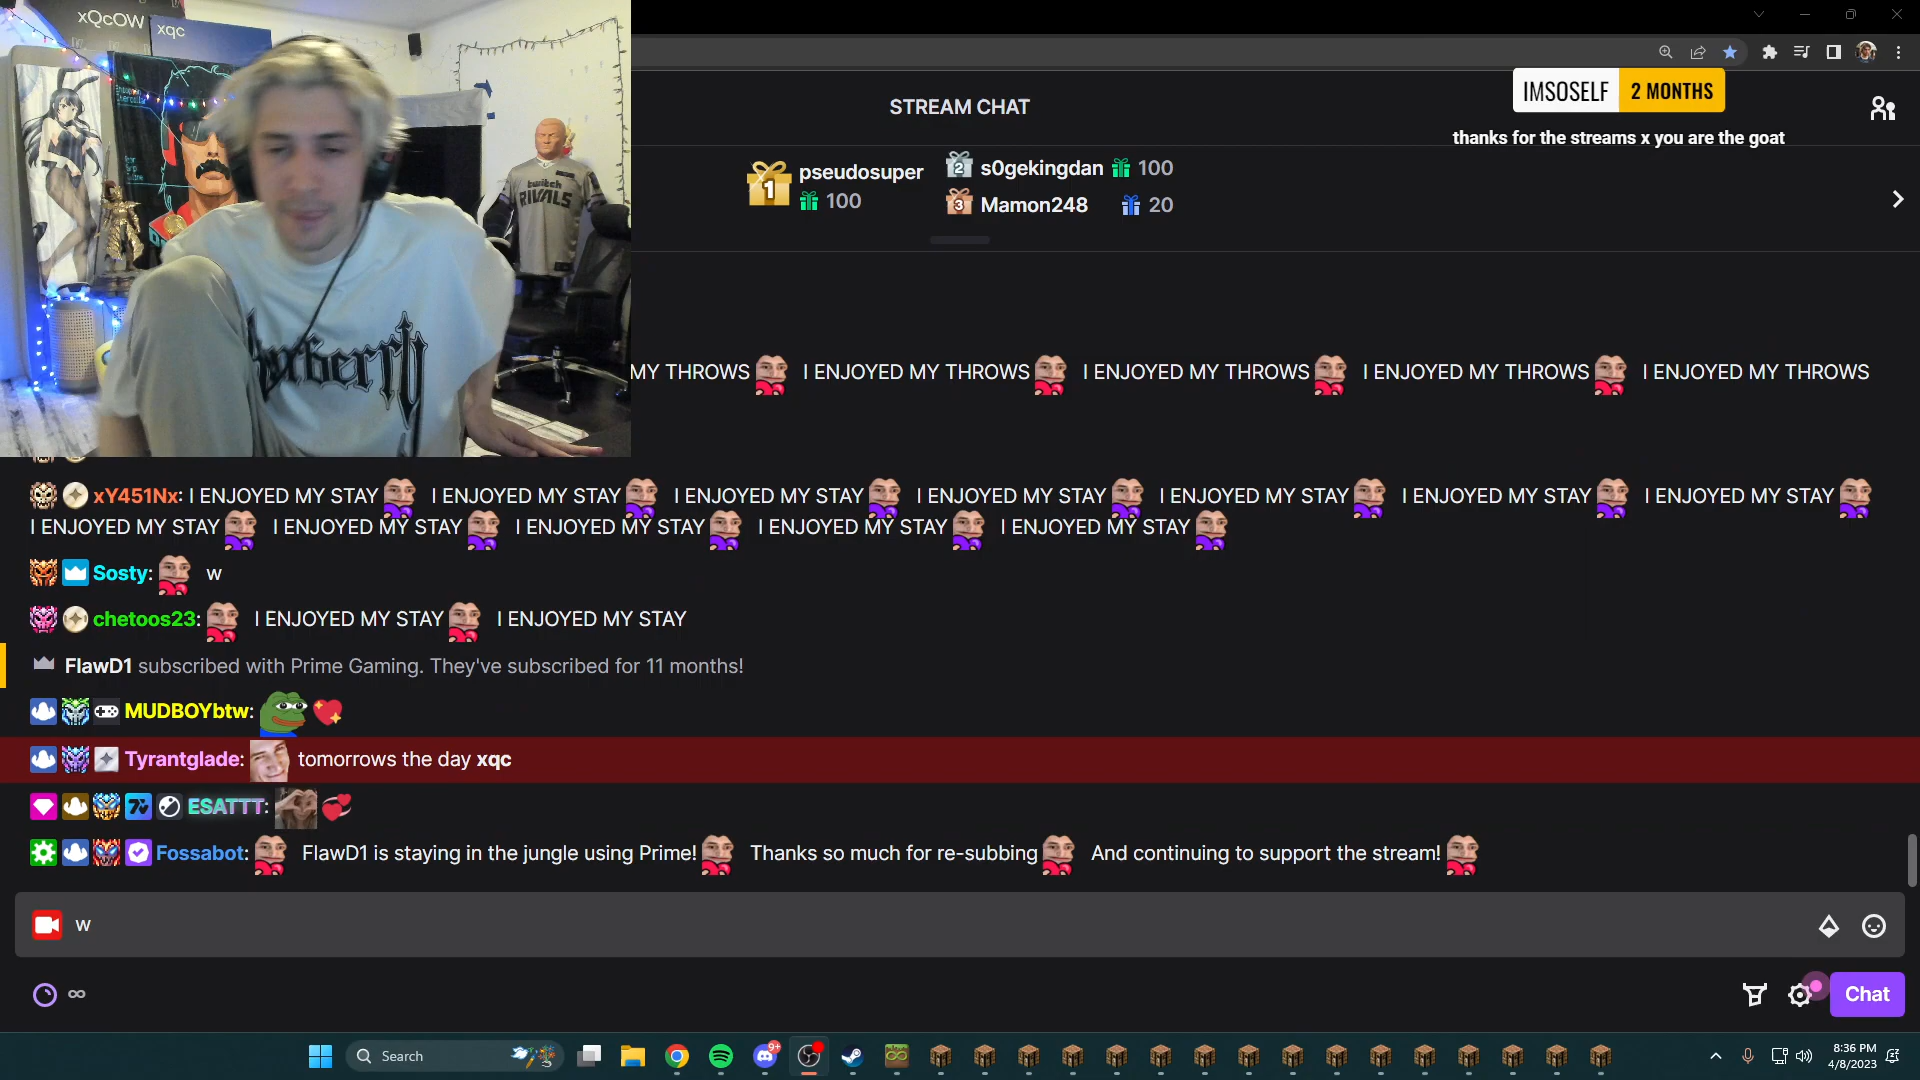 xQcOW
xqc
twitch
RIVALS
STREAM CHAT
IMSOSELF 2 MONTHS
thanks for the streams x you are the goat
1 pseudosuper
100
2 s0gekingdan 100
3 Mamon248 20
MY THROWS I ENJOYED MY THROWS I ENJOYED MY THROWS I ENJOYED MY THROWS I ENJOYED MY THROWS
xY451Nx: I ENJOYED MY STAY I ENJOYED MY STAY I ENJOYED MY STAY I ENJOYED MY STAY I ENJOYED MY STAY I ENJOYED MY STAY I ENJOYED MY STAY
I ENJOYED MY STAY I ENJOYED MY STAY I ENJOYED MY STAY I ENJOYED MY STAY I ENJOYED MY STAY
Sosty: w
chetoos23: I ENJOYED MY STAY I ENJOYED MY STAY
FlawD1 subscribed with Prime Gaming. They've subscribed for 11 months!
MUDBOYbtw:
Tyrantglade: tomorrows the day xqc
ESATTT:
Fossabot: FlawD1 is staying in the jungle using Prime! Thanks so much for re-subbing And continuing to support the stream!
w
∞
Chat
Search
9+
8:36 PM
4/8/2023